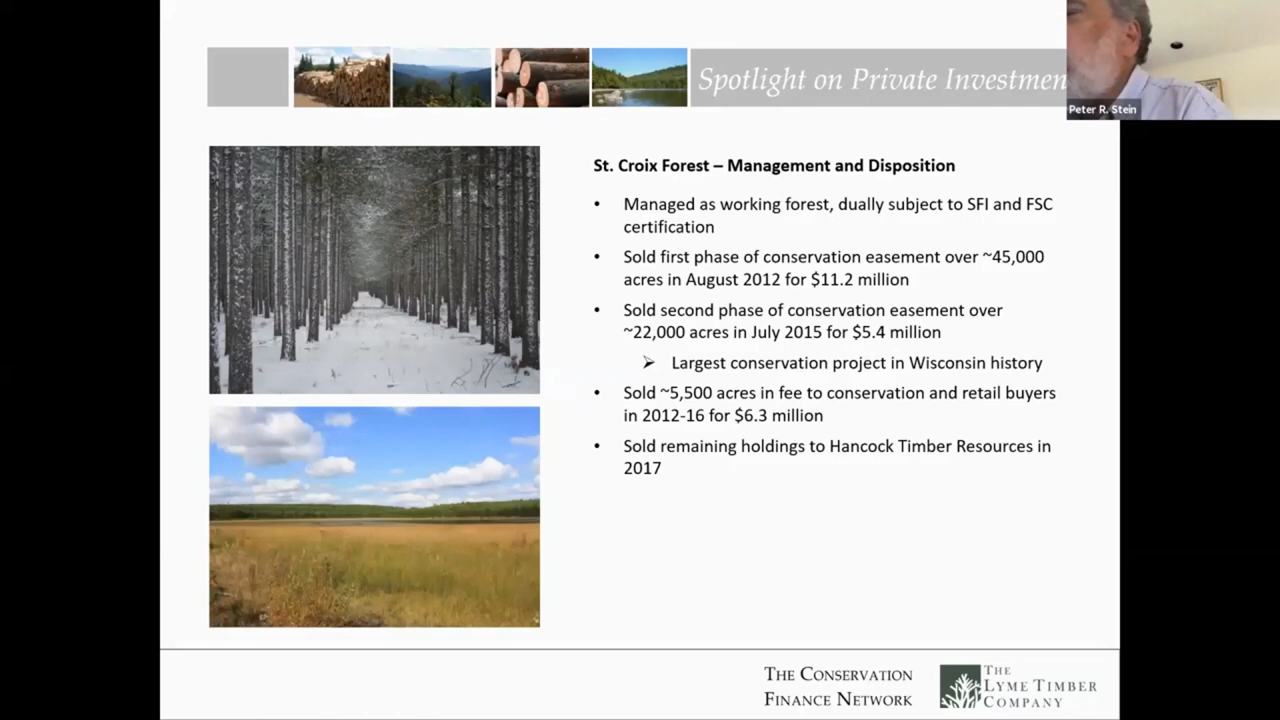 Spotlight on Private Investmen
Peter R. Stein
St. Croix Forest – Management and Disposition
• Managed as working forest, dually subject to SFI and FSC
certification
• Sold first phase of conservation easement over ~45,000
acres in August 2012 for $11.2 million
• Sold second phase of conservation easement over
~22,000 acres in July 2015 for $5.4 million
➢ Largest conservation project in Wisconsin history
• Sold ~5,500 acres in fee to conservation and retail buyers
in 2012-16 for $6.3 million
• Sold remaining holdings to Hancock Timber Resources in
2017
THE CONSERVATION
FINANCE NETWORK
THE
LYME TIMBER
COMPANY